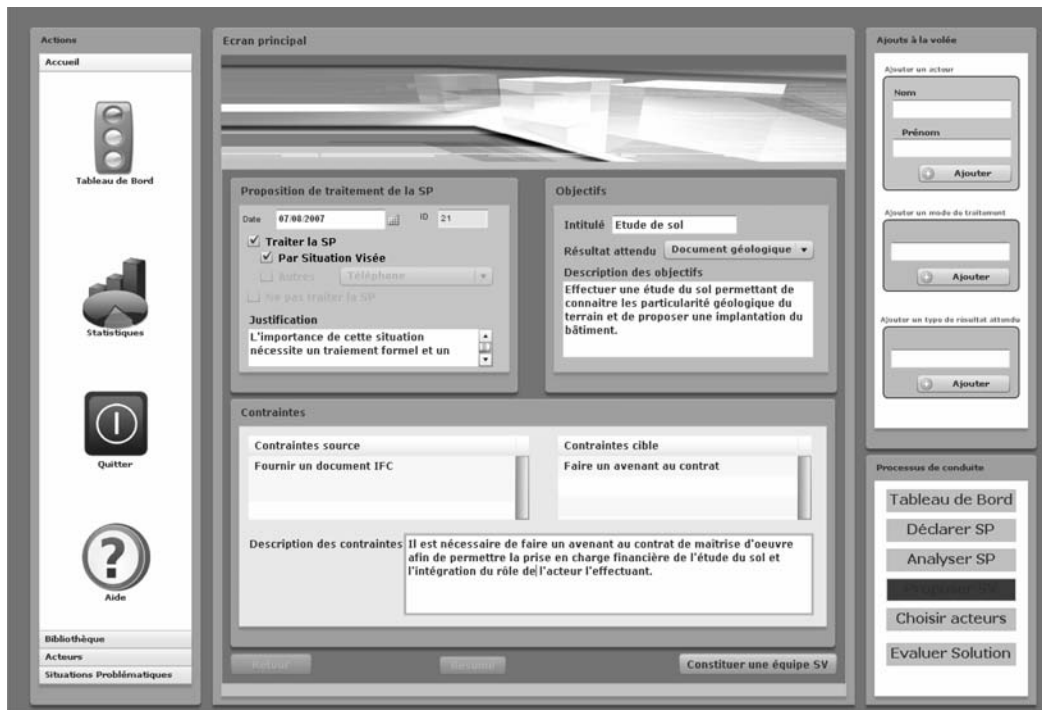 Actions
Accueil
Tableau de Bord
Statistiques
Quitter
Aide
Bibliothèque
Acteurs
Situations Problématiques
Ecran principal
Proposition de traitement de la SP
Date 07/08/2007 ID 21
Traiter la SP
Par Situation Visée
Autres Téléphone
Ne pas traiter la SP
Justification
L'importance de cette situation
nécessite un traiement formel et un
Objectifs
Intitulé Etude de sol
Résultat attendu Document géologique
Description des objectifs
Effectuer une étude du sol permettant de
connaitre les particularité géologique du
terrain et de proposer une implantation du
bâtiment.
Contraintes
Contraintes source
Fournir un document IFC
Contraintes cible
Faire un avenant au contrat
Description des contraintes
Il est nécessaire de faire un avenant au contrat de maîtrise d'oeuvre
afin de permettre la prise en charge financière de l'étude du sol et
l'intégration du rôle de l'acteur l'effectuant.
Retour
Résumé
Constituer une équipe SV
Ajouts à la volée
Ajouter un acteur
Nom
Prénom
Ajouter
Ajouter un mode de traitement
Ajouter
Ajouter un type de résultat attendu
Ajouter
Processus de conduite
Tableau de Bord
Déclarer SP
Analyser SP
Choisir acteurs
Evaluer Solution